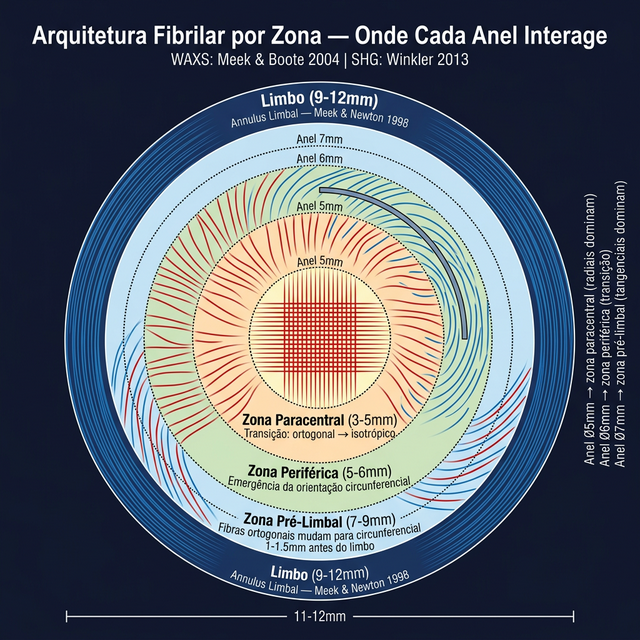 Arquitetura Fibrilar por Zona — Onde Cada Anel Interage
WAXS: Meek & Boote 2004 | SHG: Winkler 2013
Limbo (9-12mm)
Annulus Limbal — Meek & Newton 1998
Anel 7mm
Anel 6mm
Anel 5mm
Anel 5mm
Zona Paracentral (3-5mm)
Transição: ortogonal → isotrópico
Zona Periférica (5-6mm)
Emergência da orientação circunferencial
Zona Pré-Limbal (7-9mm)
Fibras ortogonais mudam para circunferencial
1-1.5mm antes do limbo
Limbo (9-12mm)
Annulus Limbal — Meek & Newton 1998
11-12mm
Anel Ø5mm → zona paracentral (radiais dominam)
Anel Ø6mm → zona periférica (transição)
Anel Ø7mm → zona pré-limbal (tangenciais dominam)